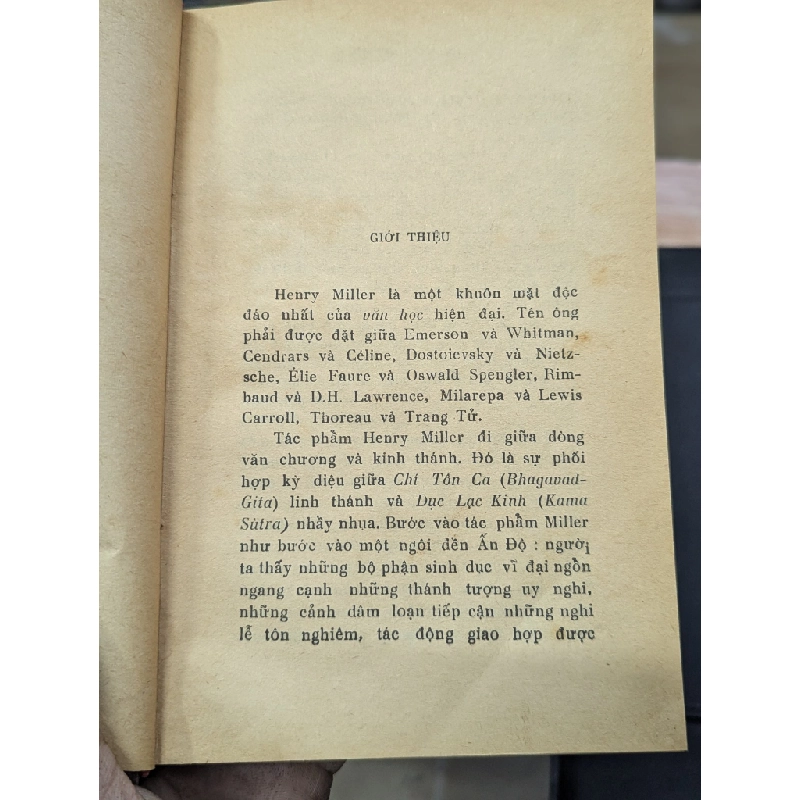 GIỚI THIỆU
Henry Miller là một khuôn mặt độc
đáo nhất của văn học hiện đại. Tên ông
phải được đặt giữa Emerson và Whitman,
Cendrars và Céline, Dostoievsky và Nietz-
sche, Élie Faure và Oswald Spengler, Rim-
baud và D.H. Lawrence, Milarepa và Lewis
Carroll, Thoreau và Trang Tử.
Tác phẩm Henry Miller đi giữa dòng
văn chương và kinh thánh. Đó là sự phối
hợp kỳ diệu giữa Chí Tôn Ca (Bhagavad-
Gita) linh thánh và Dục Lạc Kinh (Kama
Sùtra) nhầy nhụa. Bước vào tác phẩm Miller
như bước vào một ngôi đền Ấn Độ : người
ta thấy những bộ phận sinh dục vĩ đại ngồn
ngang cạnh những thánh tượng uy nghi,
những cảnh dâm loạn tiếp cận những nghi
lễ tôn nghiêm, tác động giao hợp được